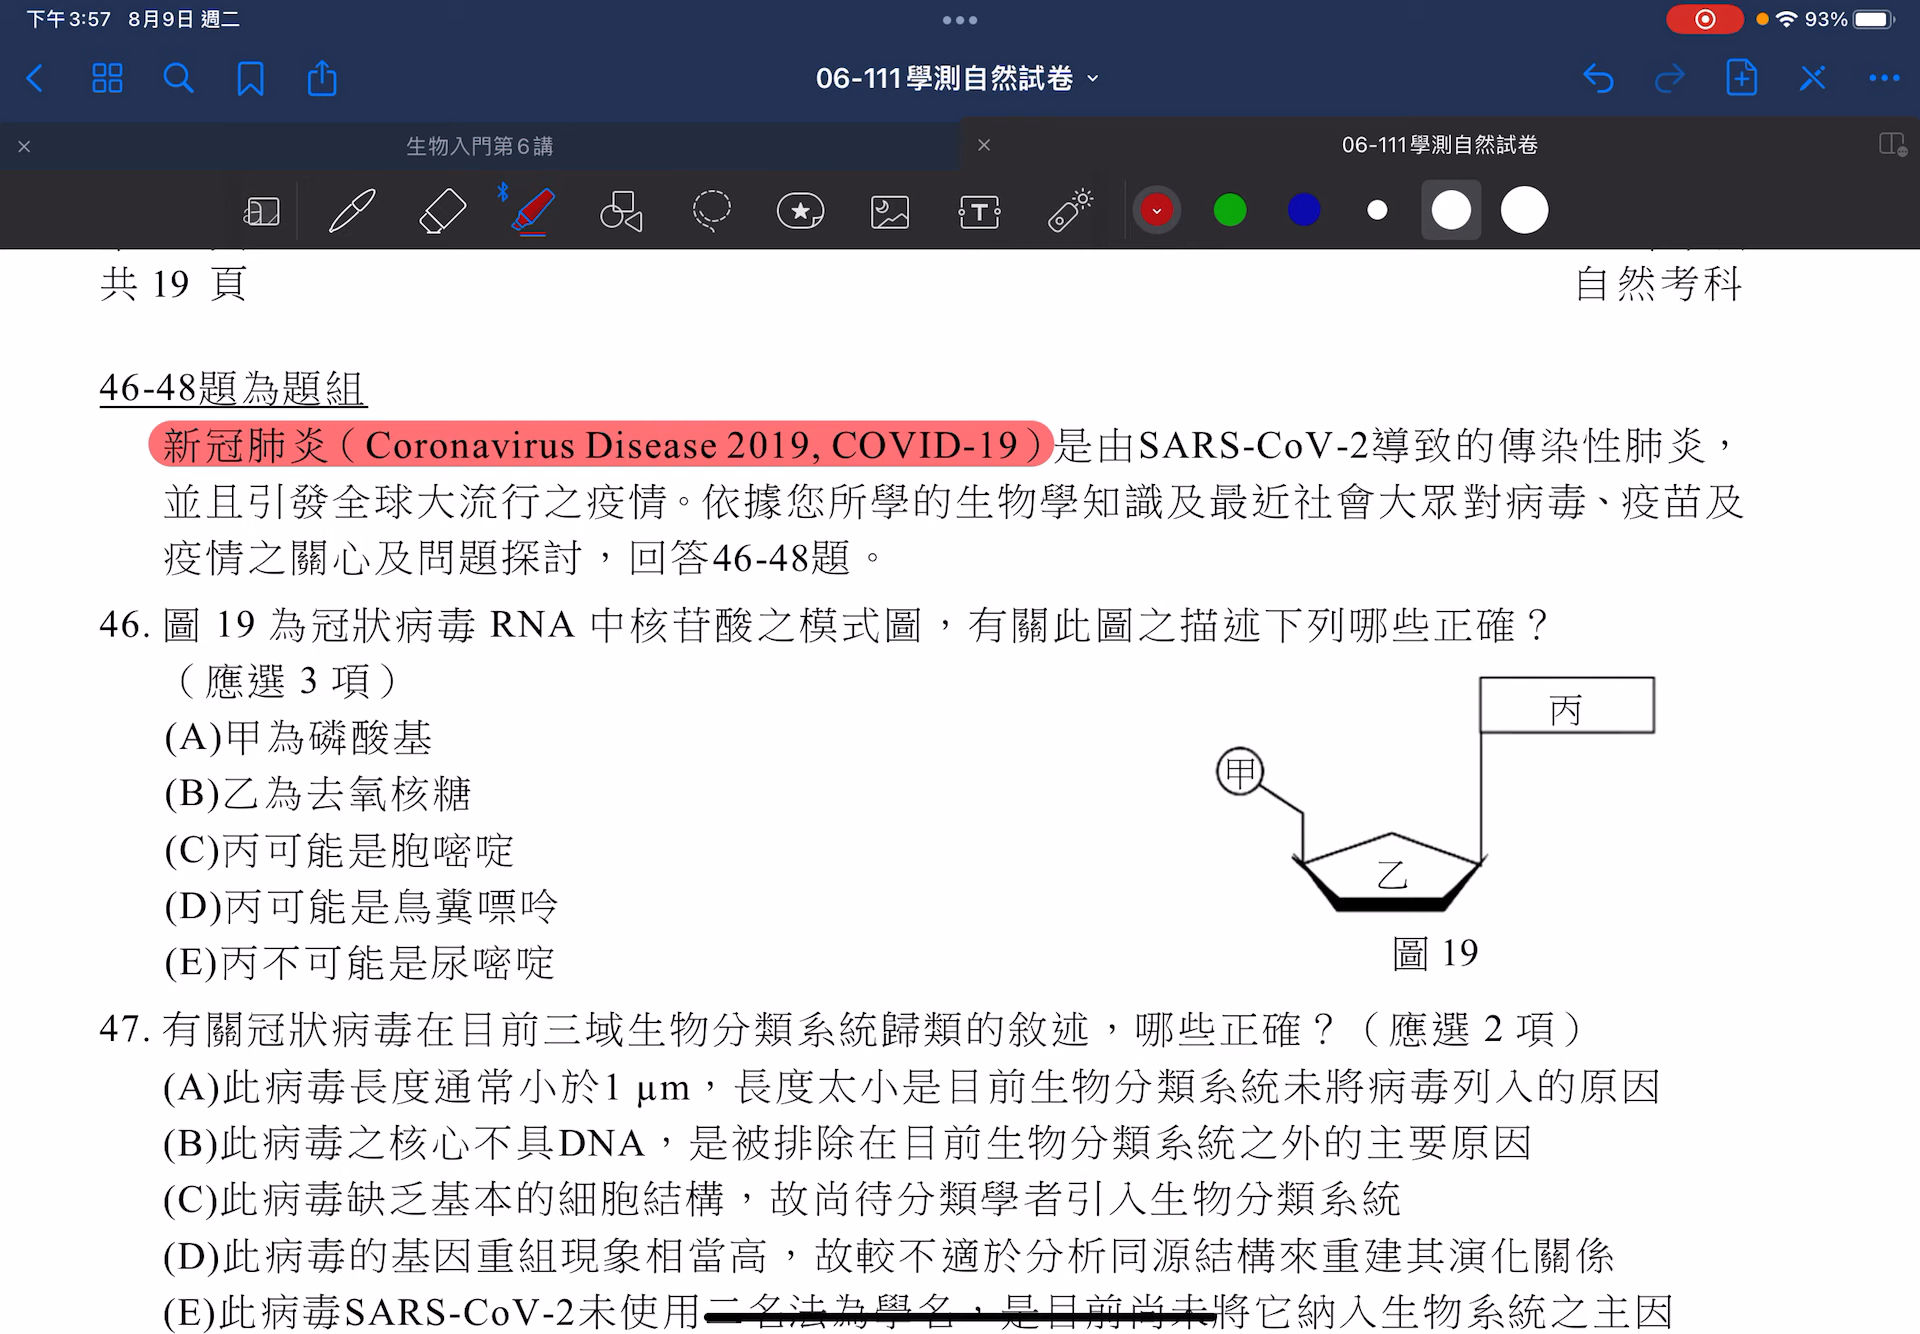 下午3:57 8月9日 週二
93%
06-111學測自然試卷
生物入門第6講
06-111學測自然試卷
共 19 頁
自然考科
46-48題為題組
新冠肺炎（Coronavirus Disease 2019, COVID-19）是由SARS-CoV-2導致的傳染性肺炎，
並且引發全球大流行之疫情。依據您所學的生物學知識及最近社會大眾對病毒、疫苗及
疫情之關心及問題探討，回答46-48題。
46. 圖 19 為冠狀病毒 RNA 中核苷酸之模式圖，有關此圖之描述下列哪些正確？
（應選 3 項）
(A)甲為磷酸基
(B)乙為去氧核糖
(C)丙可能是胞嘧啶
(D)丙可能是鳥糞嘌呤
(E)丙不可能是尿嘧啶
丙
甲
乙
圖 19
47. 有關冠狀病毒在目前三域生物分類系統歸類的敘述，哪些正確？（應選 2 項）
(A)此病毒長度通常小於1 μm，長度太小是目前生物分類系統未將病毒列入的原因
(B)此病毒之核心不具DNA，是被排除在目前生物分類系統之外的主要原因
(C)此病毒缺乏基本的細胞結構，故尚待分類學者引入生物分類系統
(D)此病毒的基因重組現象相當高，故較不適於分析同源結構來重建其演化關係
(E)此病毒SARS-CoV-2未使用二名法為學名，是目前尚未將它納入生物系統之主因